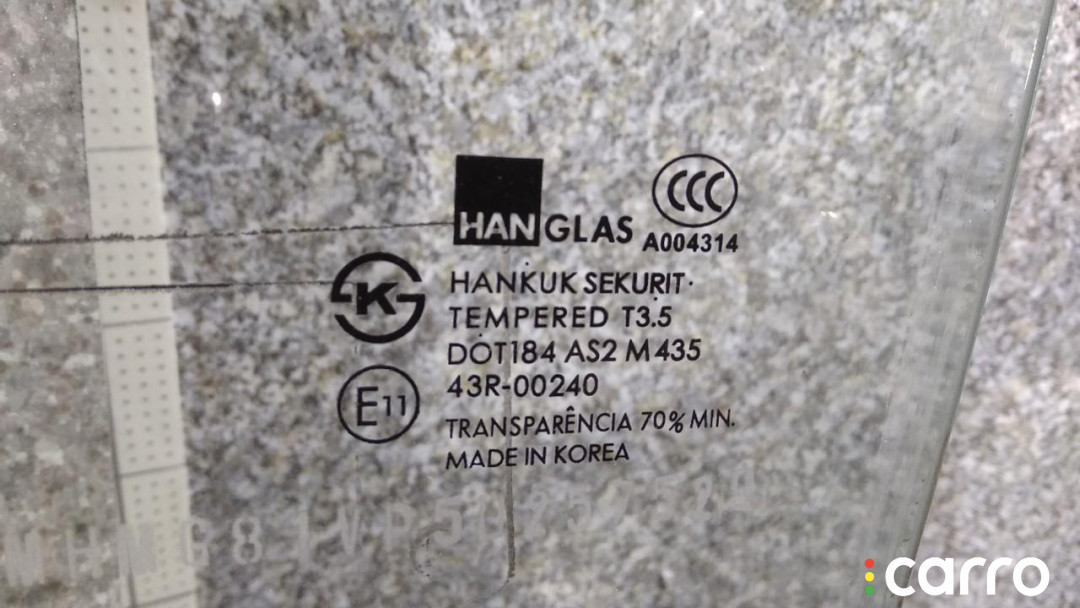 HANGLAS
CCC
A004314
K
HANKUK SEKURIT
TEMPERED T3.5
DOT184 AS2 M435
E11
43R-00240
TRANSPARÊNCIA 70% MIN.
MADE IN KOREA
carro